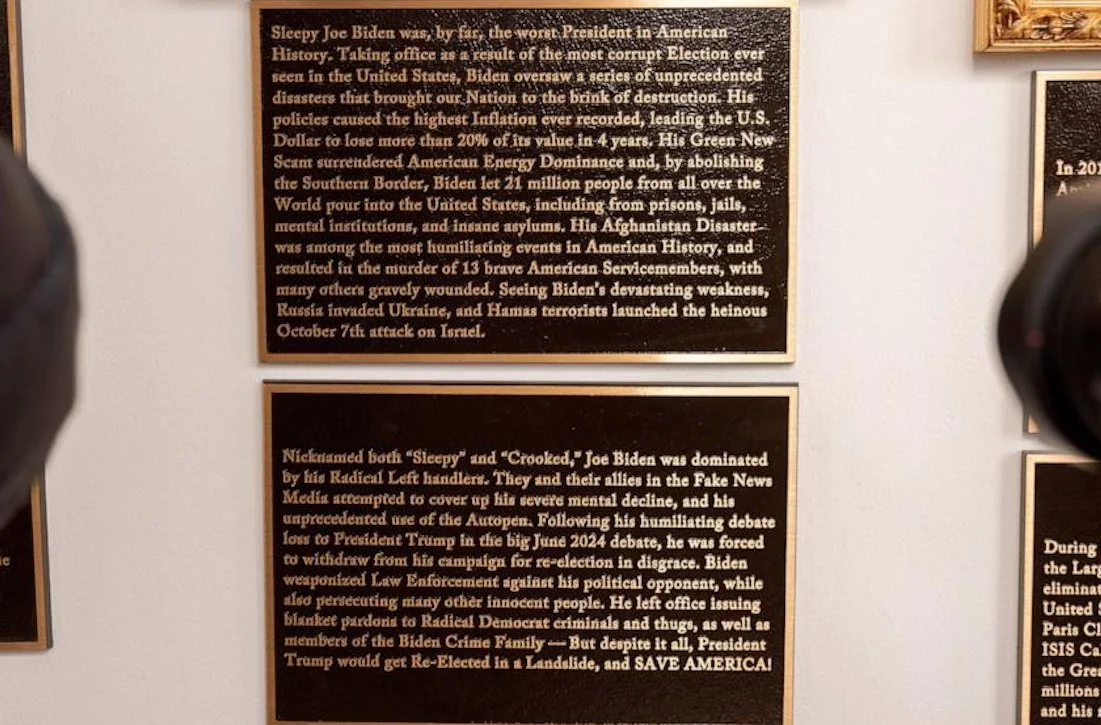 Sleepy Joe Biden was, by far, the worst President in American
History. Taking office as a result of the most corrupt Election ever
seen in the United States, Biden oversaw a series of unprecedented
disasters that brought our Nation to the brink of destruction. His
policies caused the highest Inflation ever recorded, leading the U.S.
Dollar to lose more than 20% of its value in 4 years. His Green New
Scam surrendered American Energy Dominance and, by abolishing
the Southern Border, Biden let 21 million people from all over the
World pour into the United States, including from prisons, jails,
mental institutions, and insane asylums. His Afghanistan Disaster
was among the most humiliating events in American History, and
resulted in the murder of 13 brave American Servicemembers, with
many others gravely wounded. Seeing Biden's devastating weakness,
Russia invaded Ukraine, and Hamas terrorists launched the heinous
October 7th attack on Israel.
Nicknamed both “Sleepy” and “Crooked,” Joe Biden was dominated
by his Radical Left handlers. They and their allies in the Fake News
Media attempted to cover up his severe mental decline, and his
unprecedented use of the Autopen. Following his humiliating debate
loss to President Trump in the big June 2024 debate, he was forced
to withdraw from his campaign for re-election in disgrace. Biden
weaponized Law Enforcement against his political opponent, while
also persecuting many other innocent people. He left office issuing
blanket pardons to Radical Democrat criminals and thugs, as well as
members of the Biden Crime Family — But despite it all, President
Trump would get Re-Elected in a Landslide, and SAVE AMERICA!
In 201
During
the Larg
eliminat
United S
Paris Cl
ISIS Ca
the Grea
millions
and his s